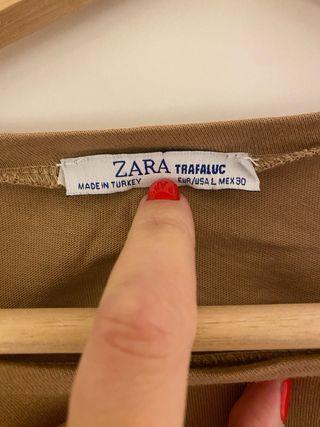 ZARA TRAFALUC
MADE IN TURKEY EUR/USA L MEX 30